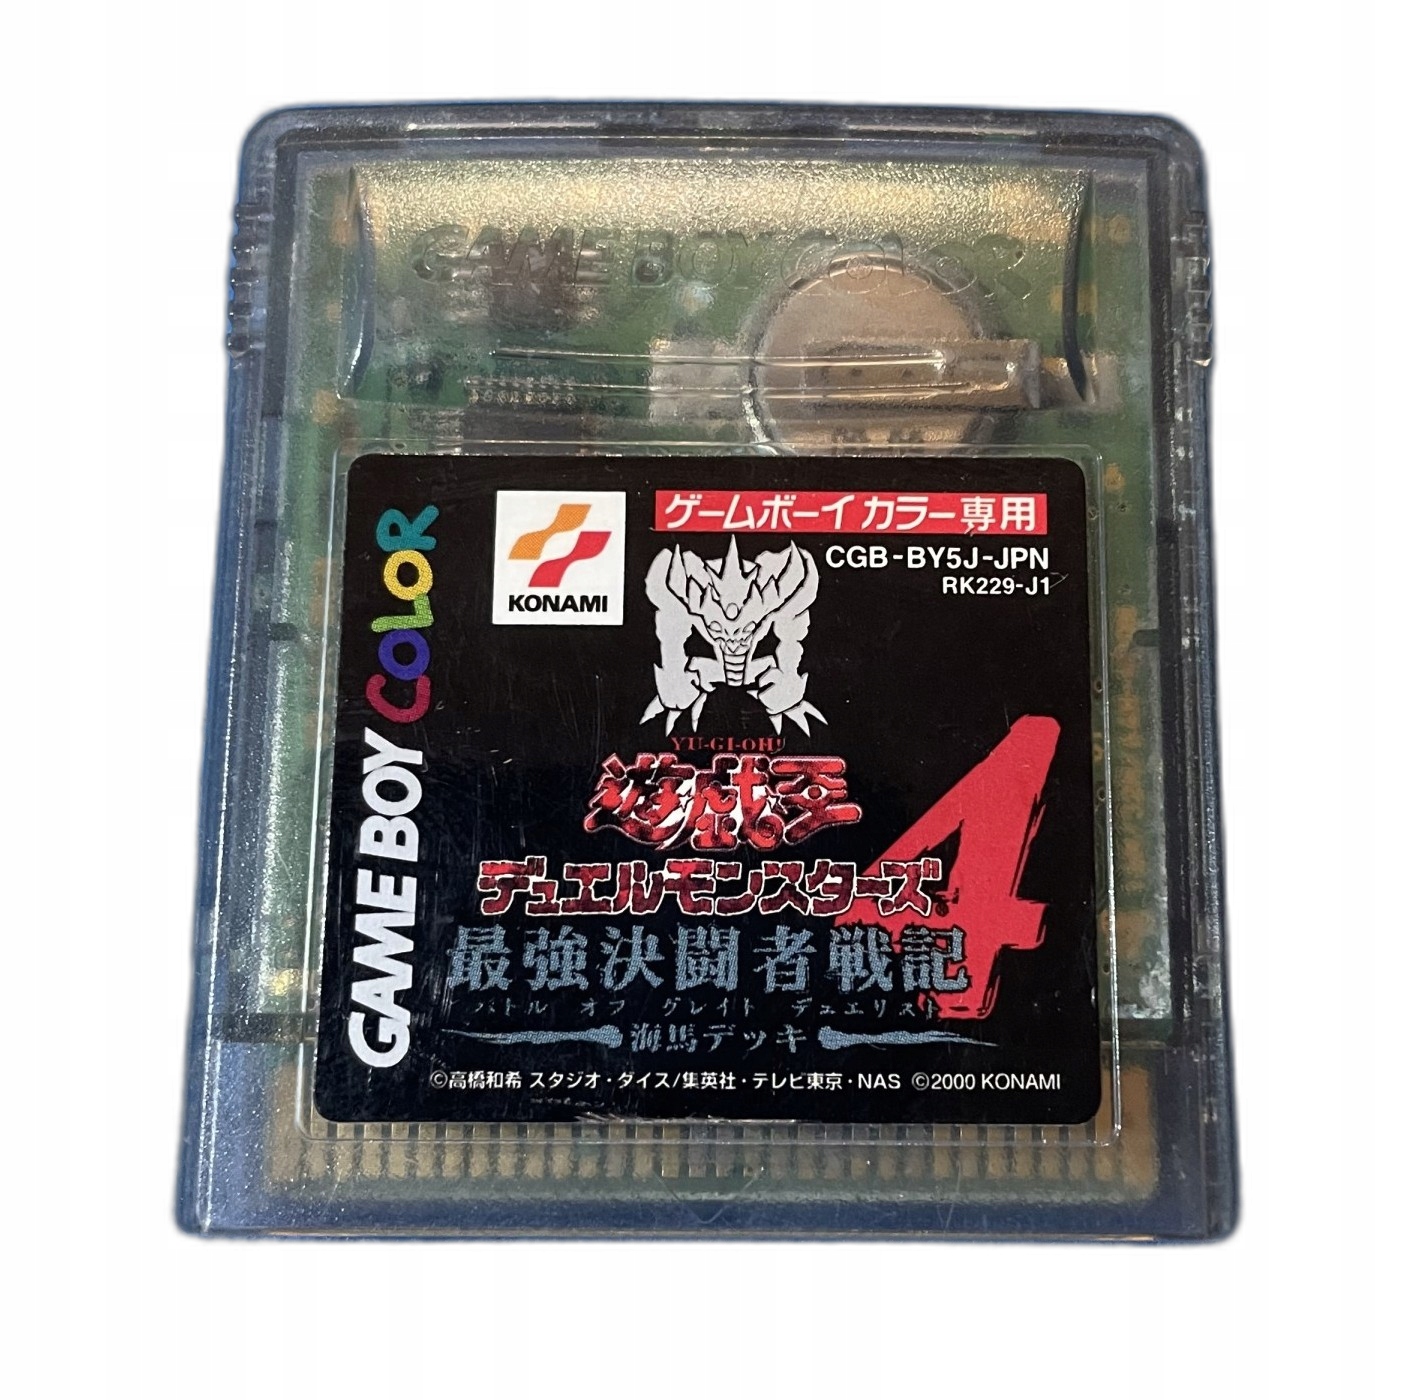 GAME BOY COLOR
GAME BOY COLOR
KONAMI
ゲームボーイカラー専用
CGB-BY5J-JPN
RK229-J1
YU-GI-OH!
遊戯王
デュエルモンスターズ
4
最強決闘者戦記
バトル オブ グレイト デュエリスト
海馬デッキ
©高橋和希 スタジオ・ダイス/集英社・テレビ東京・NAS ©2000 KONAMI